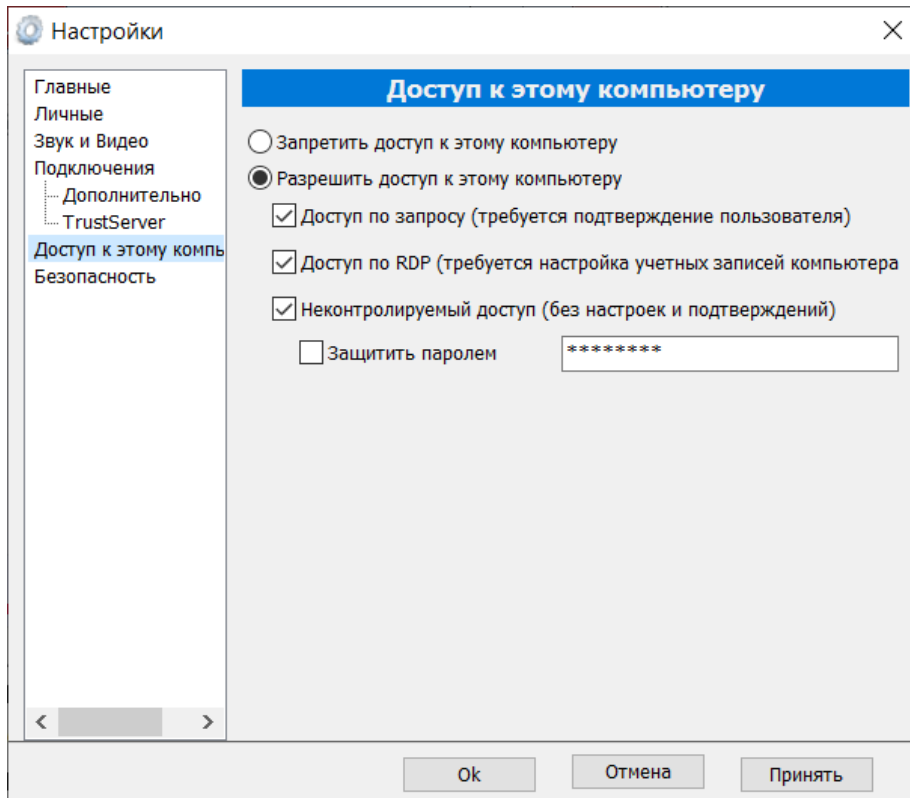 Настройки
Главные
Личные
Звук и Видео
Подключения
Дополнительно
TrustServer
Доступ к этому компь
Безопасность
Доступ к этому компьютеру
Запретить доступ к этому компьютеру
Разрешить доступ к этому компьютеру
Доступ по запросу (требуется подтверждение пользователя)
Доступ по RDP (требуется настройка учетных записей компьютера
Неконтролируемый доступ (без настроек и подтверждений)
Защитить паролем ********
Ok Отмена Принять